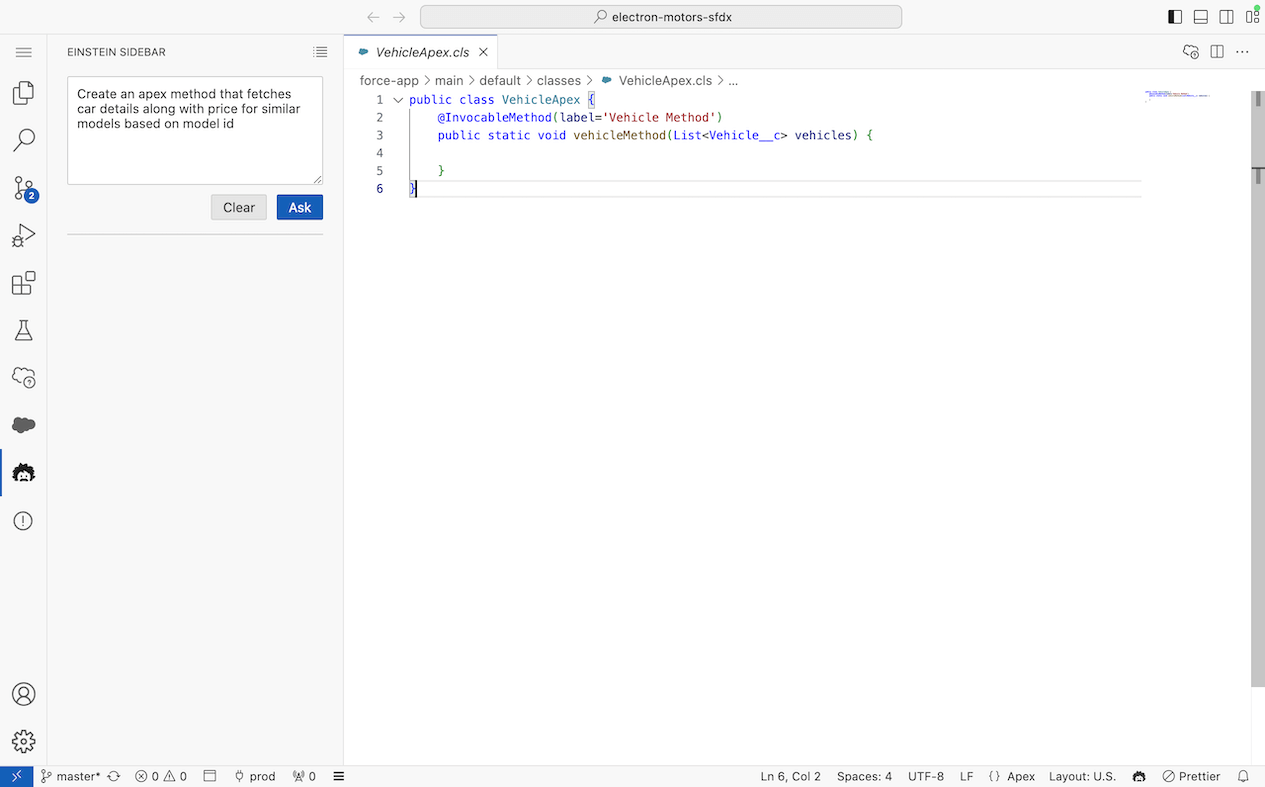 electron-motors-sfdx
EINSTEIN SIDEBAR
Create an apex method that fetches
car details along with price for similar
models based on model id
Clear
Ask
2
VehicleApex.cls
force-app > main > default > classes > VehicleApex.cls > ...
1 public class VehicleApex {
2 @InvocableMethod(label='Vehicle Method')
3 public static void vehicleMethod(List<Vehicle__c> vehicles) {
4
5 }
6 }
master* 0 0 prod 0 Ln 6, Col 2 Spaces: 4 UTF-8 LF {} Apex Layout: U.S. Prettier